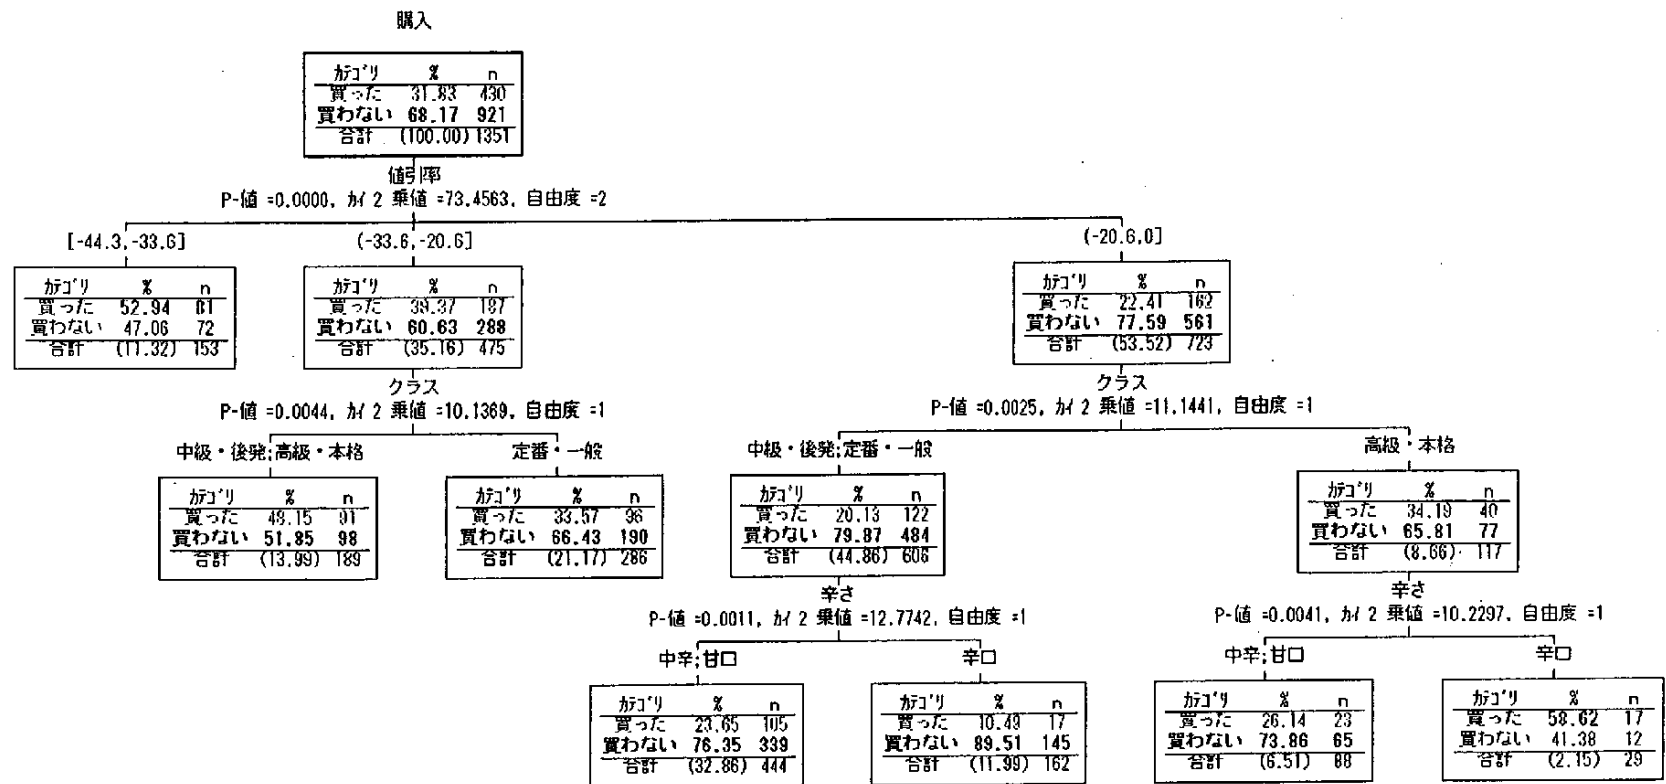 購入
カテゴリ % n
買った 31.83 430
買わない 68.17 921
合計 (100.00) 1351
値引率
P-値 =0.0000, カイ2乗値 =73.4563, 自由度 =2
[-44.3,-33.6]
カテゴリ % n
買った 52.94 81
買わない 47.06 72
合計 (11.32) 153
(-33.6,-20.6]
カテゴリ % n
買った 39.37 187
買わない 60.63 288
合計 (35.16) 475
(-20.6,0]
カテゴリ % n
買った 22.41 162
買わない 77.59 561
合計 (53.52) 723
クラス
P-値 =0.0044, カイ2乗値 =10.1369, 自由度 =1
クラス
P-値 =0.0025, カイ2乗値 =11.1441, 自由度 =1
中級・後発;高級・本格
カテゴリ % n
買った 48.15 91
買わない 51.85 98
合計 (13.99) 189
定番・一般
カテゴリ % n
買った 33.57 96
買わない 66.43 190
合計 (21.17) 286
中級・後発;定番・一般
カテゴリ % n
買った 20.13 122
買わない 79.87 484
合計 (44.86) 606
高級・本格
カテゴリ % n
買った 34.19 40
買わない 65.81 77
合計 (8.66) 117
辛さ
P-値 =0.0011, カイ2乗値 =12.7742, 自由度 =1
辛さ
P-値 =0.0041, カイ2乗値 =10.2297, 自由度 =1
中辛;甘口
カテゴリ % n
買った 23.65 105
買わない 76.35 339
合計 (32.86) 444
辛口
カテゴリ % n
買った 10.49 17
買わない 89.51 145
合計 (11.99) 162
中辛;甘口
カテゴリ % n
買った 26.14 23
買わない 73.86 65
合計 (6.51) 88
辛口
カテゴリ % n
買った 58.62 17
買わない 41.38 12
合計 (2.15) 29